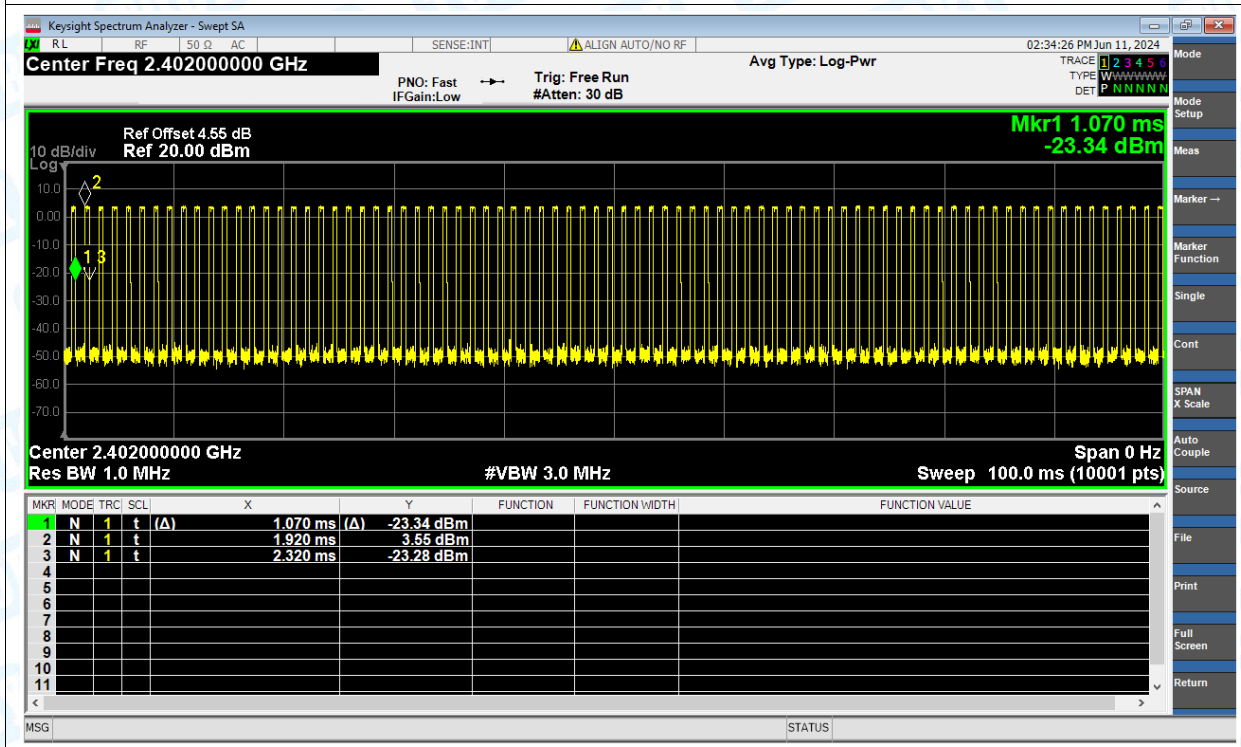 Keysight Spectrum Analyzer - Swept SA
LXI RL RF 50 Ω AC SENSE:INT ALIGN AUTO/NO RF 02:34:26 PM Jun 11, 2024
Center Freq 2.402000000 GHz
PNO: Fast
IFGain:Low
Trig: Free Run
#Atten: 30 dB
Avg Type: Log-Pwr
TRACE 1 2 3 4 5 6
TYPE WWWWWW
DET P N N N N N
Mkr1 1.070 ms
-23.34 dBm
Ref Offset 4.55 dB
Ref 20.00 dBm
10 dB/div
Log
10.0
0.00
-10.0
-20.0
-30.0
-40.0
-50.0
-60.0
-70.0
2
1 3
Center 2.402000000 GHz
Span 0 Hz
Res BW 1.0 MHz
#VBW 3.0 MHz
Sweep 100.0 ms (10001 pts)
MKR MODE TRC SCL X Y FUNCTION FUNCTION WIDTH FUNCTION VALUE
1 N 1 t (Δ) 1.070 ms (Δ) -23.34 dBm
2 N 1 t 1.920 ms 3.55 dBm
3 N 1 t 2.320 ms -23.28 dBm
4
5
6
7
8
9
10
11
MSG
STATUS
Mode
Mode
Setup
Meas
Marker →
Marker
Function
Single
Cont
SPAN
X Scale
Auto
Couple
Source
File
Print
Full
Screen
Return